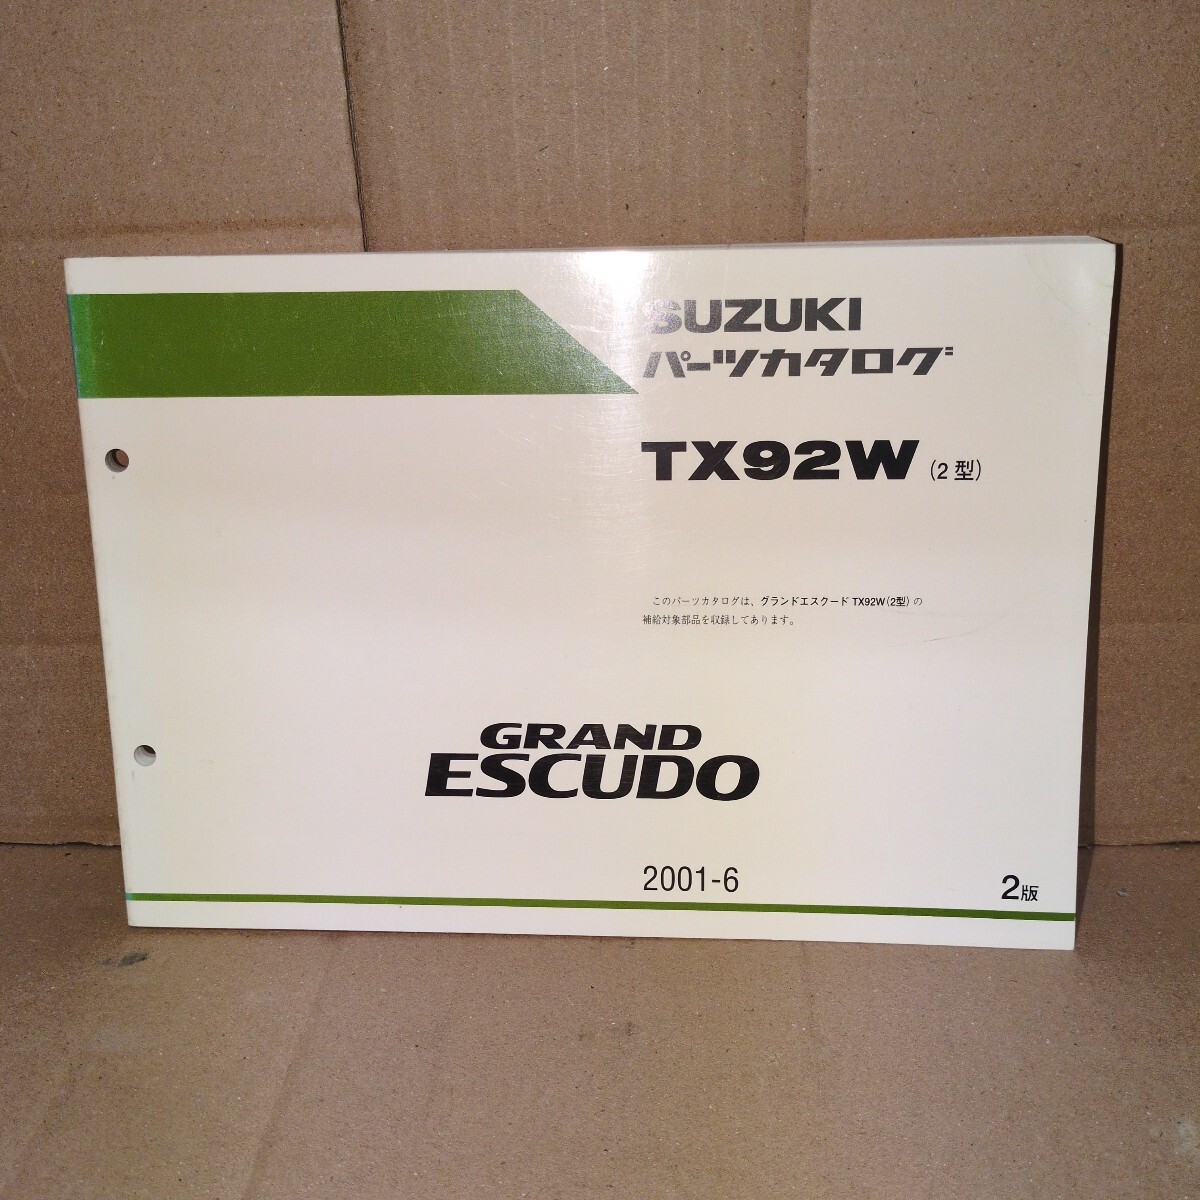 SUZUKI
パーツカタログ
TX92W (2型)
このパーツカタログは、グランドエスクード TX92W(2型) の
補給対象部品を収録してあります。
GRAND
ESCUDO
2001-6
2版